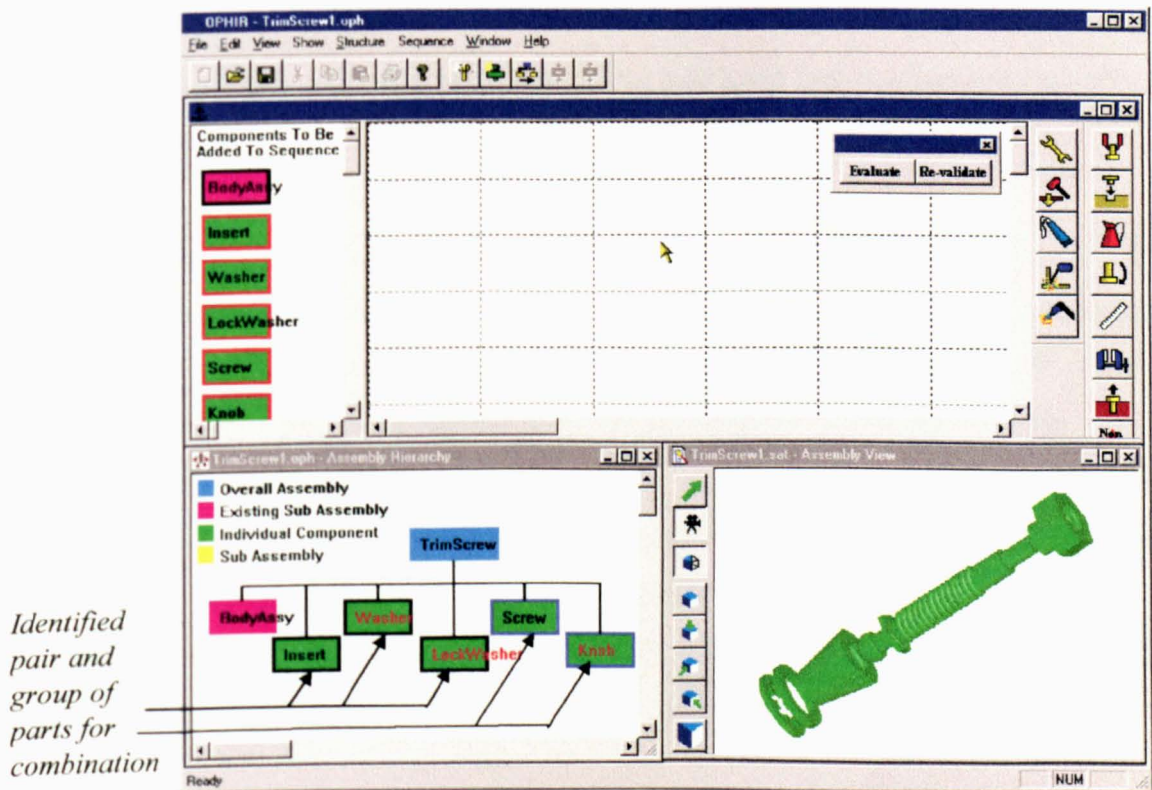 OPHIR - TrimScrew1.oph
File Edit View Show Structure Sequence Window Help
Components To Be
Added To Sequence
BodyAssy
Insert
Washer
LockWasher
Screw
Knob
Evaluate Re-validate
TrimScrew1.oph - Assembly Hierarchy
Overall Assembly
Existing Sub Assembly
Individual Component
Sub Assembly
TrimScrew
BodyAssy
Washer
Screw
Insert
LockWasher
Knob
TrimScrew1.sat - Assembly View
Identified
pair and
group of
parts for
combination
Ready
NUM